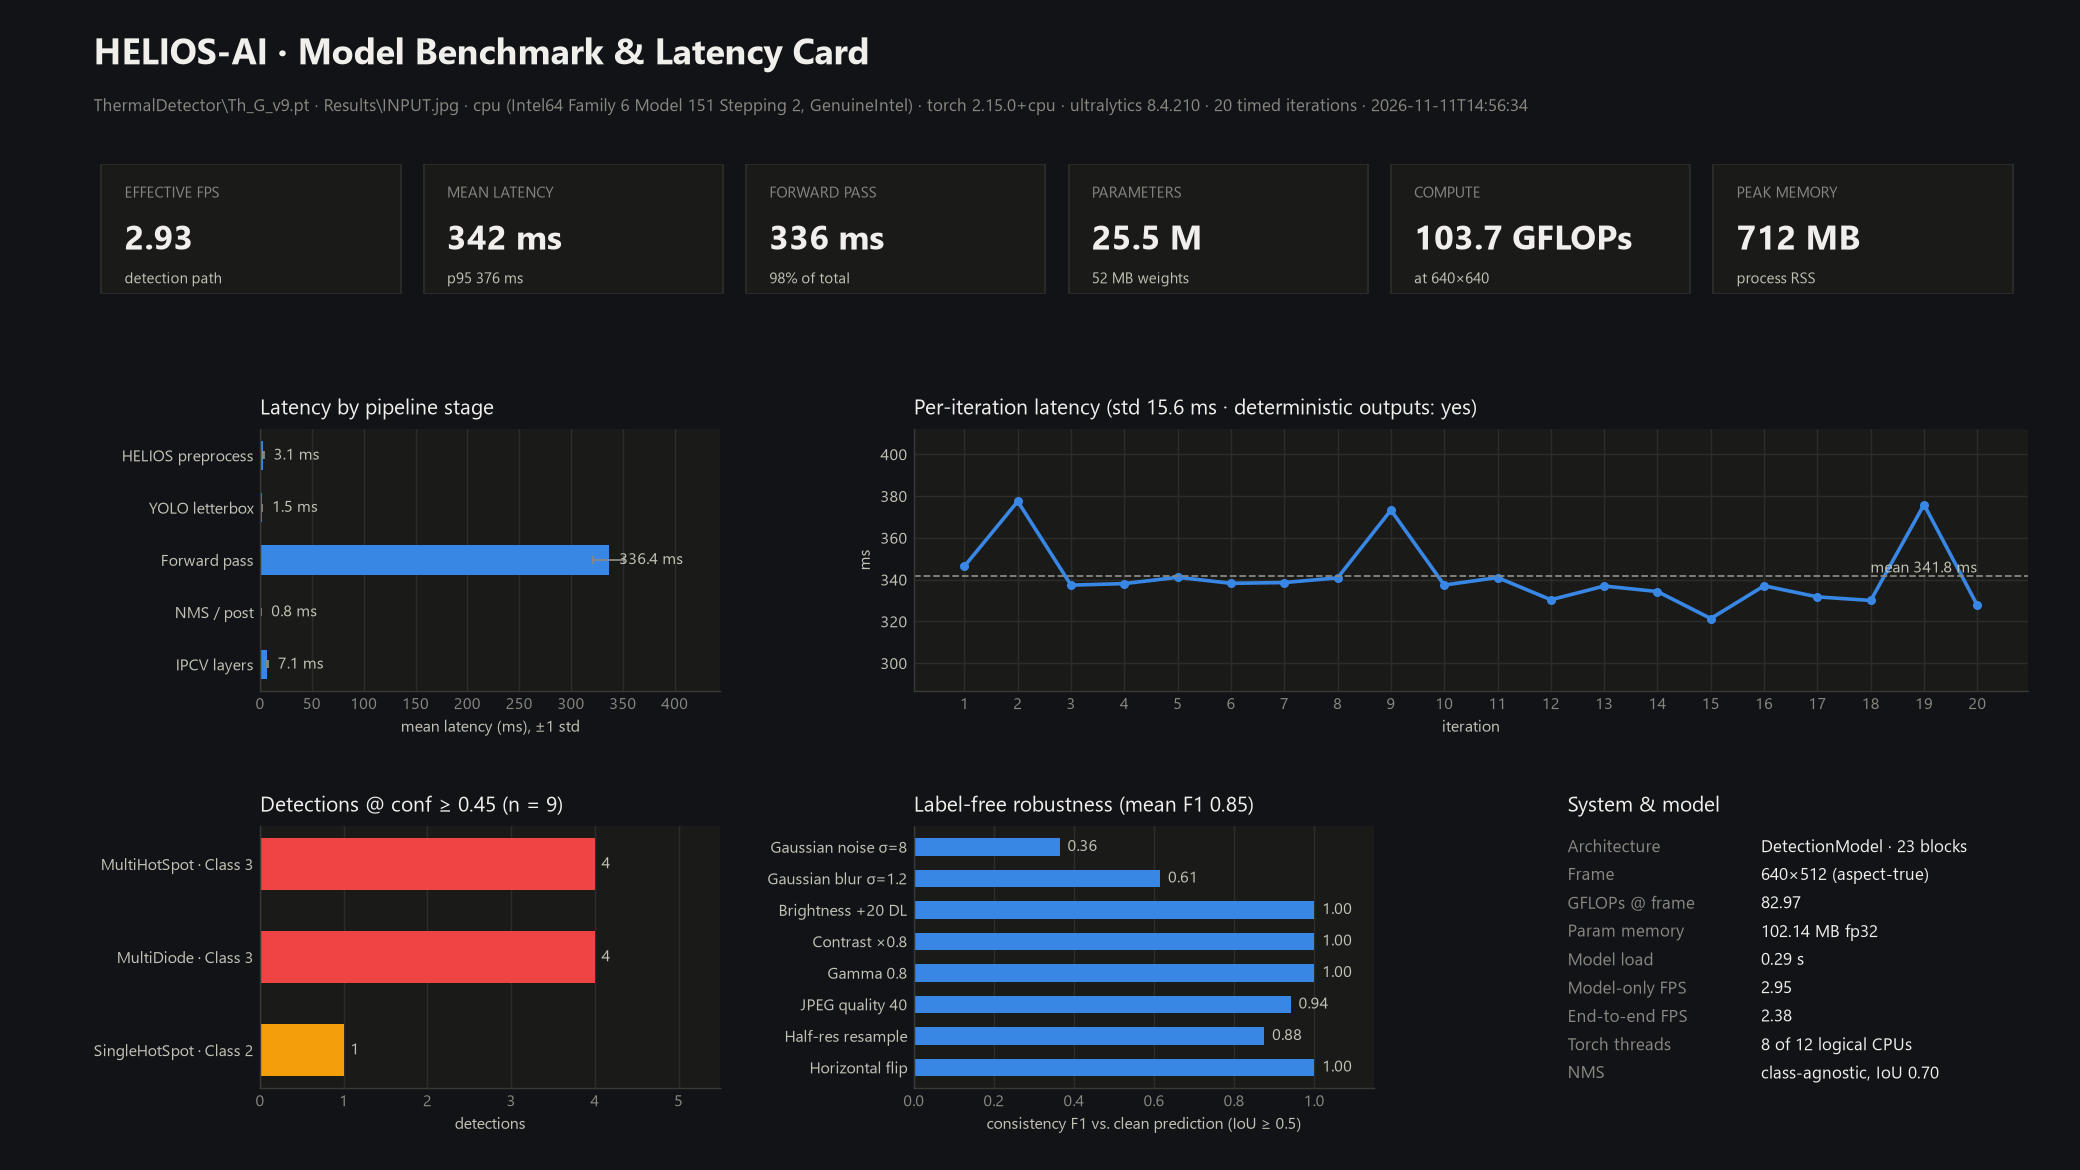 HELIOS-AI · Model Benchmark & Latency Card
ThermalDetector\Th_G_v9.pt · Results\INPUT.jpg · cpu (Intel64 Family 6 Model 151 Stepping 2, GenuineIntel) · torch 2.15.0+cpu · ultralytics 8.4.210 · 20 timed iterations · 2026-11-11T14:56:34
EFFECTIVE FPS
2.93
detection path
MEAN LATENCY
342 ms
p95 376 ms
FORWARD PASS
336 ms
98% of total
PARAMETERS
25.5 M
52 MB weights
COMPUTE
103.7 GFLOPs
at 640×640
PEAK MEMORY
712 MB
process RSS
Latency by pipeline stage
HELIOS preprocess 3.1 ms
YOLO letterbox 1.5 ms
Forward pass 336.4 ms
NMS / post 0.8 ms
IPCV layers 7.1 ms
0 50 100 150 200 250 300 350 400
mean latency (ms), ±1 std
Per-iteration latency (std 15.6 ms · deterministic outputs: yes)
400
380
360
340
320
300
ms
mean 341.8 ms
1 2 3 4 5 6 7 8 9 10 11 12 13 14 15 16 17 18 19 20
iteration
Detections @ conf ≥ 0.45 (n = 9)
MultiHotSpot · Class 3 4
MultiDiode · Class 3 4
SingleHotSpot · Class 2 1
0 1 2 3 4 5
detections
Label-free robustness (mean F1 0.85)
Gaussian noise σ=8 0.36
Gaussian blur σ=1.2 0.61
Brightness +20 DL 1.00
Contrast ×0.8 1.00
Gamma 0.8 1.00
JPEG quality 40 0.94
Half-res resample 0.88
Horizontal flip 1.00
0.0 0.2 0.4 0.6 0.8 1.0
consistency F1 vs. clean prediction (IoU ≥ 0.5)
System & model
Architecture DetectionModel · 23 blocks
Frame 640×512 (aspect-true)
GFLOPs @ frame 82.97
Param memory 102.14 MB fp32
Model load 0.29 s
Model-only FPS 2.95
End-to-end FPS 2.38
Torch threads 8 of 12 logical CPUs
NMS class-agnostic, IoU 0.70